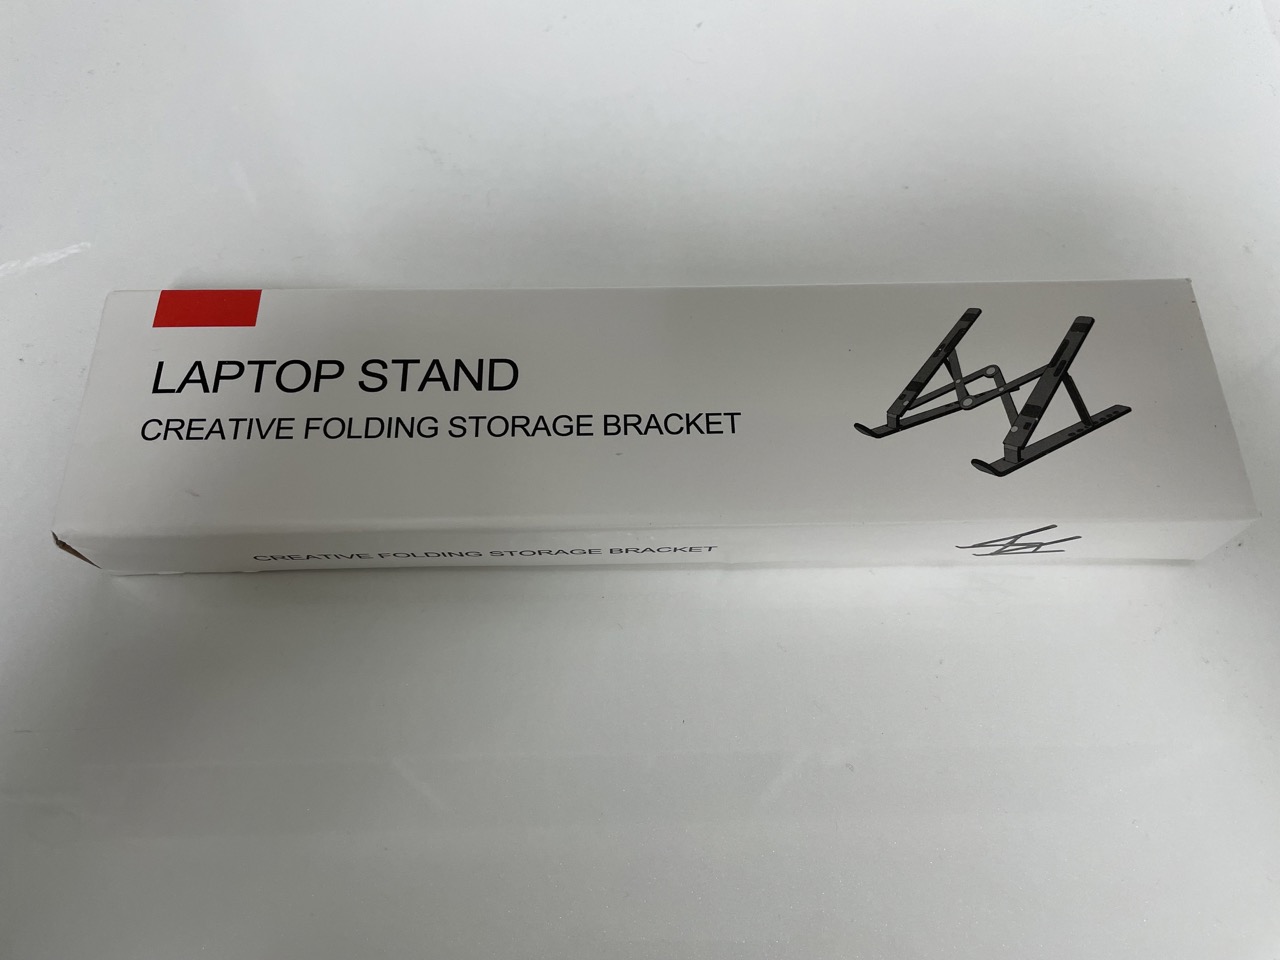 LAPTOP STAND
CREATIVE FOLDING STORAGE BRACKET
CREATIVE FOLDING STORAGE BRACKET